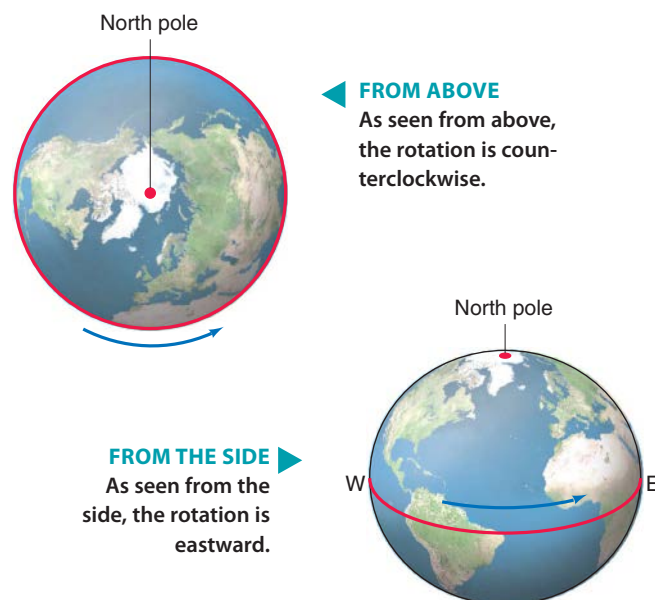 North pole
FROM ABOVE
As seen from above,
the rotation is coun-
terclockwise.
North pole
FROM THE SIDE
As seen from the
side, the rotation is
eastward.
W
E